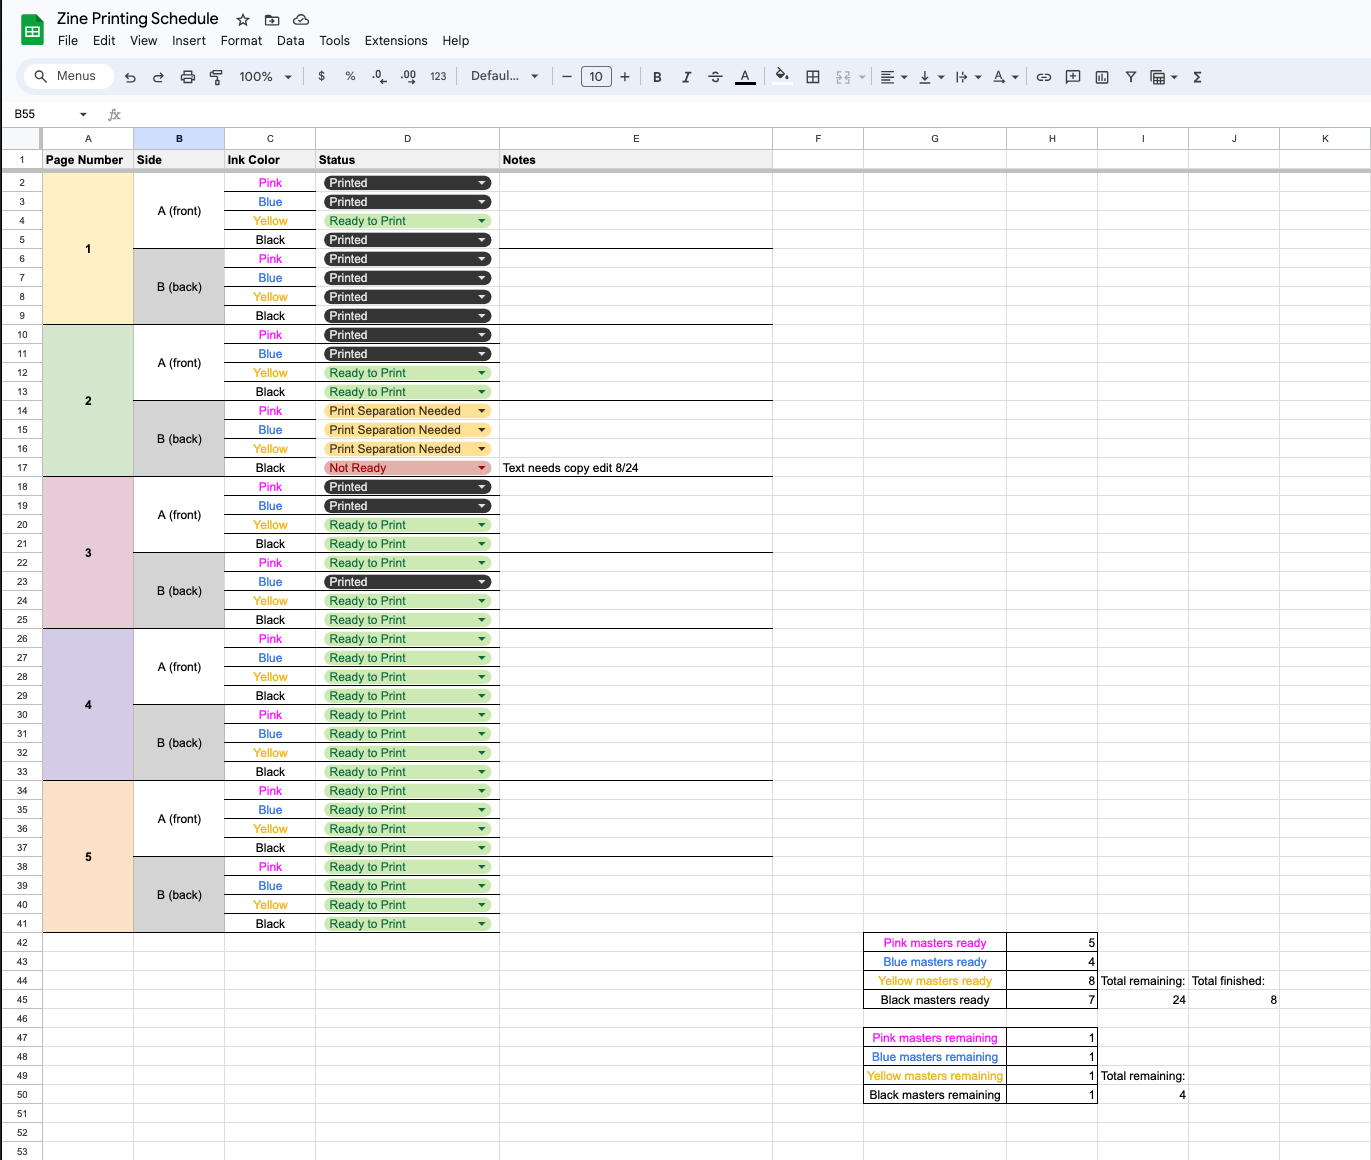 Zine Printing Schedule
File Edit View Insert Format Data Tools Extensions Help
Menus 100% $ % .0 .00 123 Defaul... 10 B I S A Σ
B55 fx
A B C D E F G H I J K
1 Page Number Side Ink Color Status Notes
2 Pink Printed
3 Blue Printed
A (front)
4 Yellow Ready to Print
5 Black Printed
1
6 Pink Printed
7 Blue Printed
B (back)
8 Yellow Printed
9 Black Printed
10 Pink Printed
11 Blue Printed
A (front)
12 Yellow Ready to Print
13 Black Ready to Print
2
14 Pink Print Separation Needed
15 Blue Print Separation Needed
B (back)
16 Yellow Print Separation Needed
17 Black Not Ready Text needs copy edit 8/24
18 Pink Printed
19 Blue Printed
A (front)
20 Yellow Ready to Print
21 Black Ready to Print
3
22 Pink Ready to Print
23 Blue Printed
B (back)
24 Yellow Ready to Print
25 Black Ready to Print
26 Pink Ready to Print
27 Blue Ready to Print
A (front)
28 Yellow Ready to Print
29 Black Ready to Print
4
30 Pink Ready to Print
31 Blue Ready to Print
B (back)
32 Yellow Ready to Print
33 Black Ready to Print
34 Pink Ready to Print
35 Blue Ready to Print
A (front)
36 Yellow Ready to Print
37 Black Ready to Print
5
38 Pink Ready to Print
39 Blue Ready to Print
B (back)
40 Yellow Ready to Print
41 Black Ready to Print
42 Pink masters ready 5
43 Blue masters ready 4
44 Yellow masters ready 8 Total remaining: Total finished:
45 Black masters ready 7 24 8
46
47 Pink masters remaining 1
48 Blue masters remaining 1
49 Yellow masters remaining 1 Total remaining:
50 Black masters remaining 1 4
51
52
53